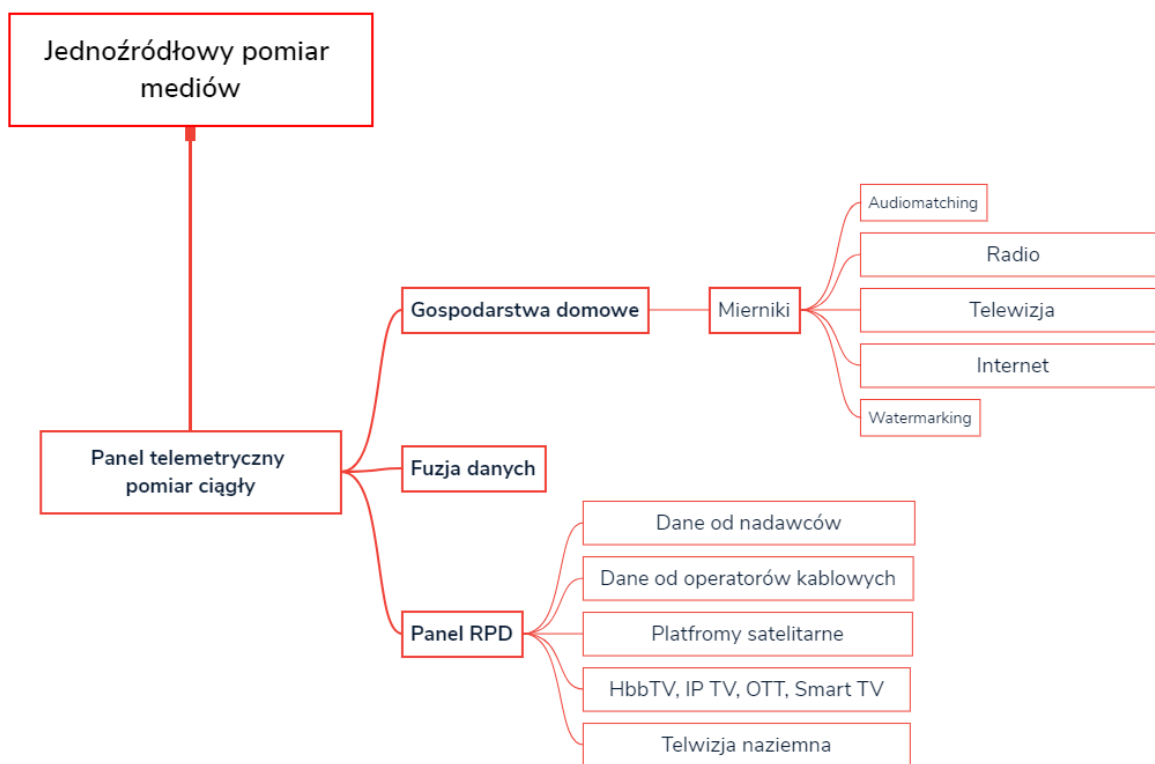 Jednoźródłowy pomiar
mediów
Audiomatching
Radio
Gospodarstwa domowe
Mierniki
Telewizja
Internet
Watermarking
Panel telemetryczny
pomiar ciągły
Fuzja danych
Dane od nadawców
Dane od operatorów kablowych
Panel RPD
Platfromy satelitarne
HbbTV, IP TV, OTT, Smart TV
Telwizja naziemna